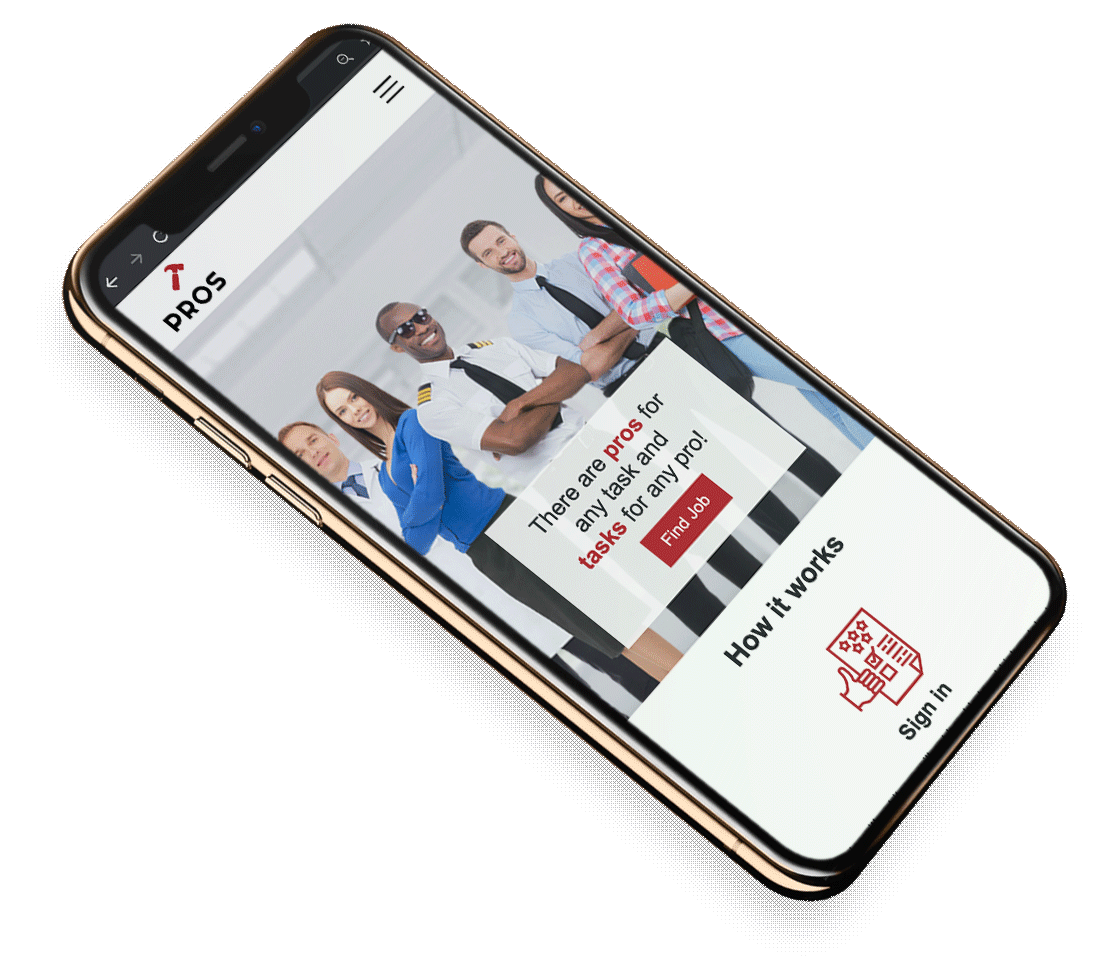 PROS
There are pros for
any task and
tasks for any pro!
Find Job
How it works
Sign in